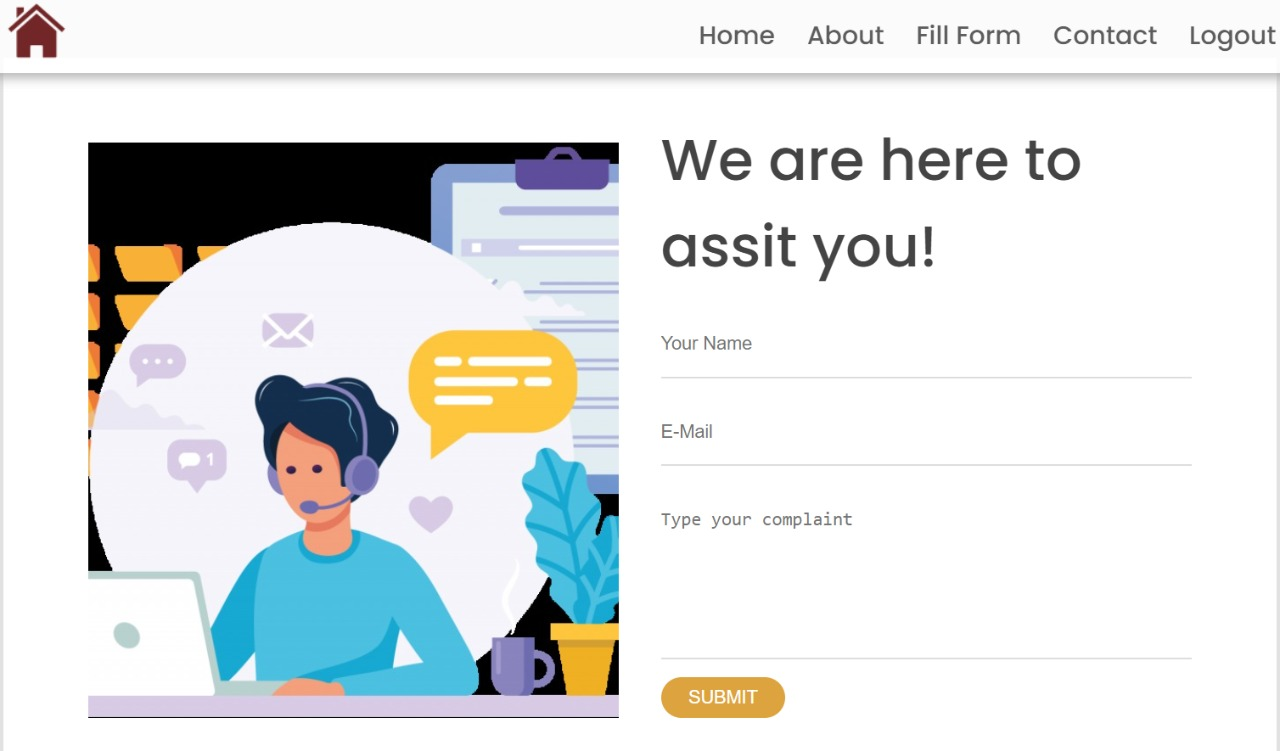 Home About Fill Form Contact Logout
We are here to
assit you!
Your Name
E-Mail
1
Type your complaint
SUBMIT